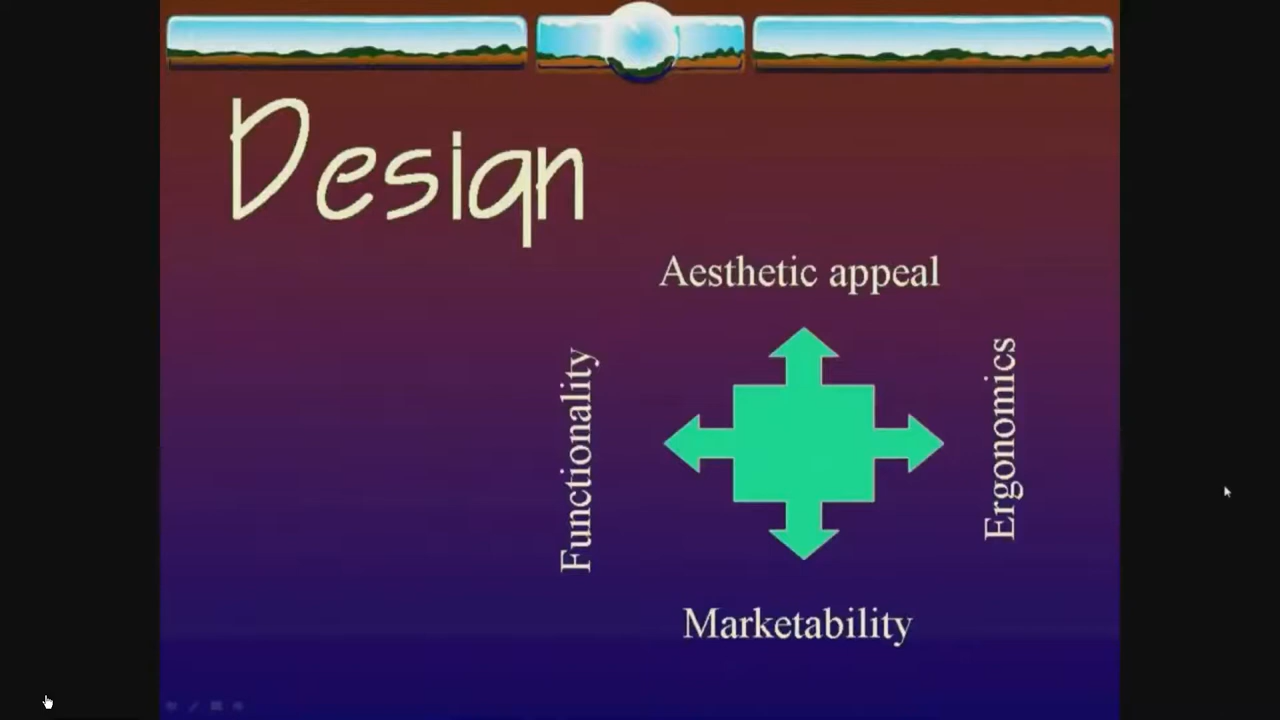 Design
Aesthetic appeal
Functionality
Ergonomics
Marketability